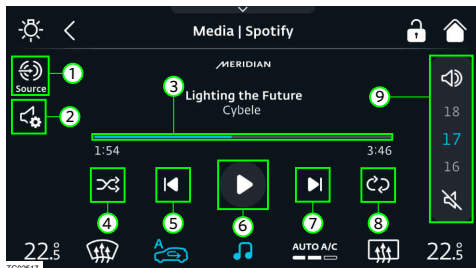 Media | Spotify
MERIDIAN
Source
1
2
3
Lighting the Future
Cybele
9
18
17
16
1:54
3:46
4
5
6
7
8
22.5
A
AUTO A/C
22.5